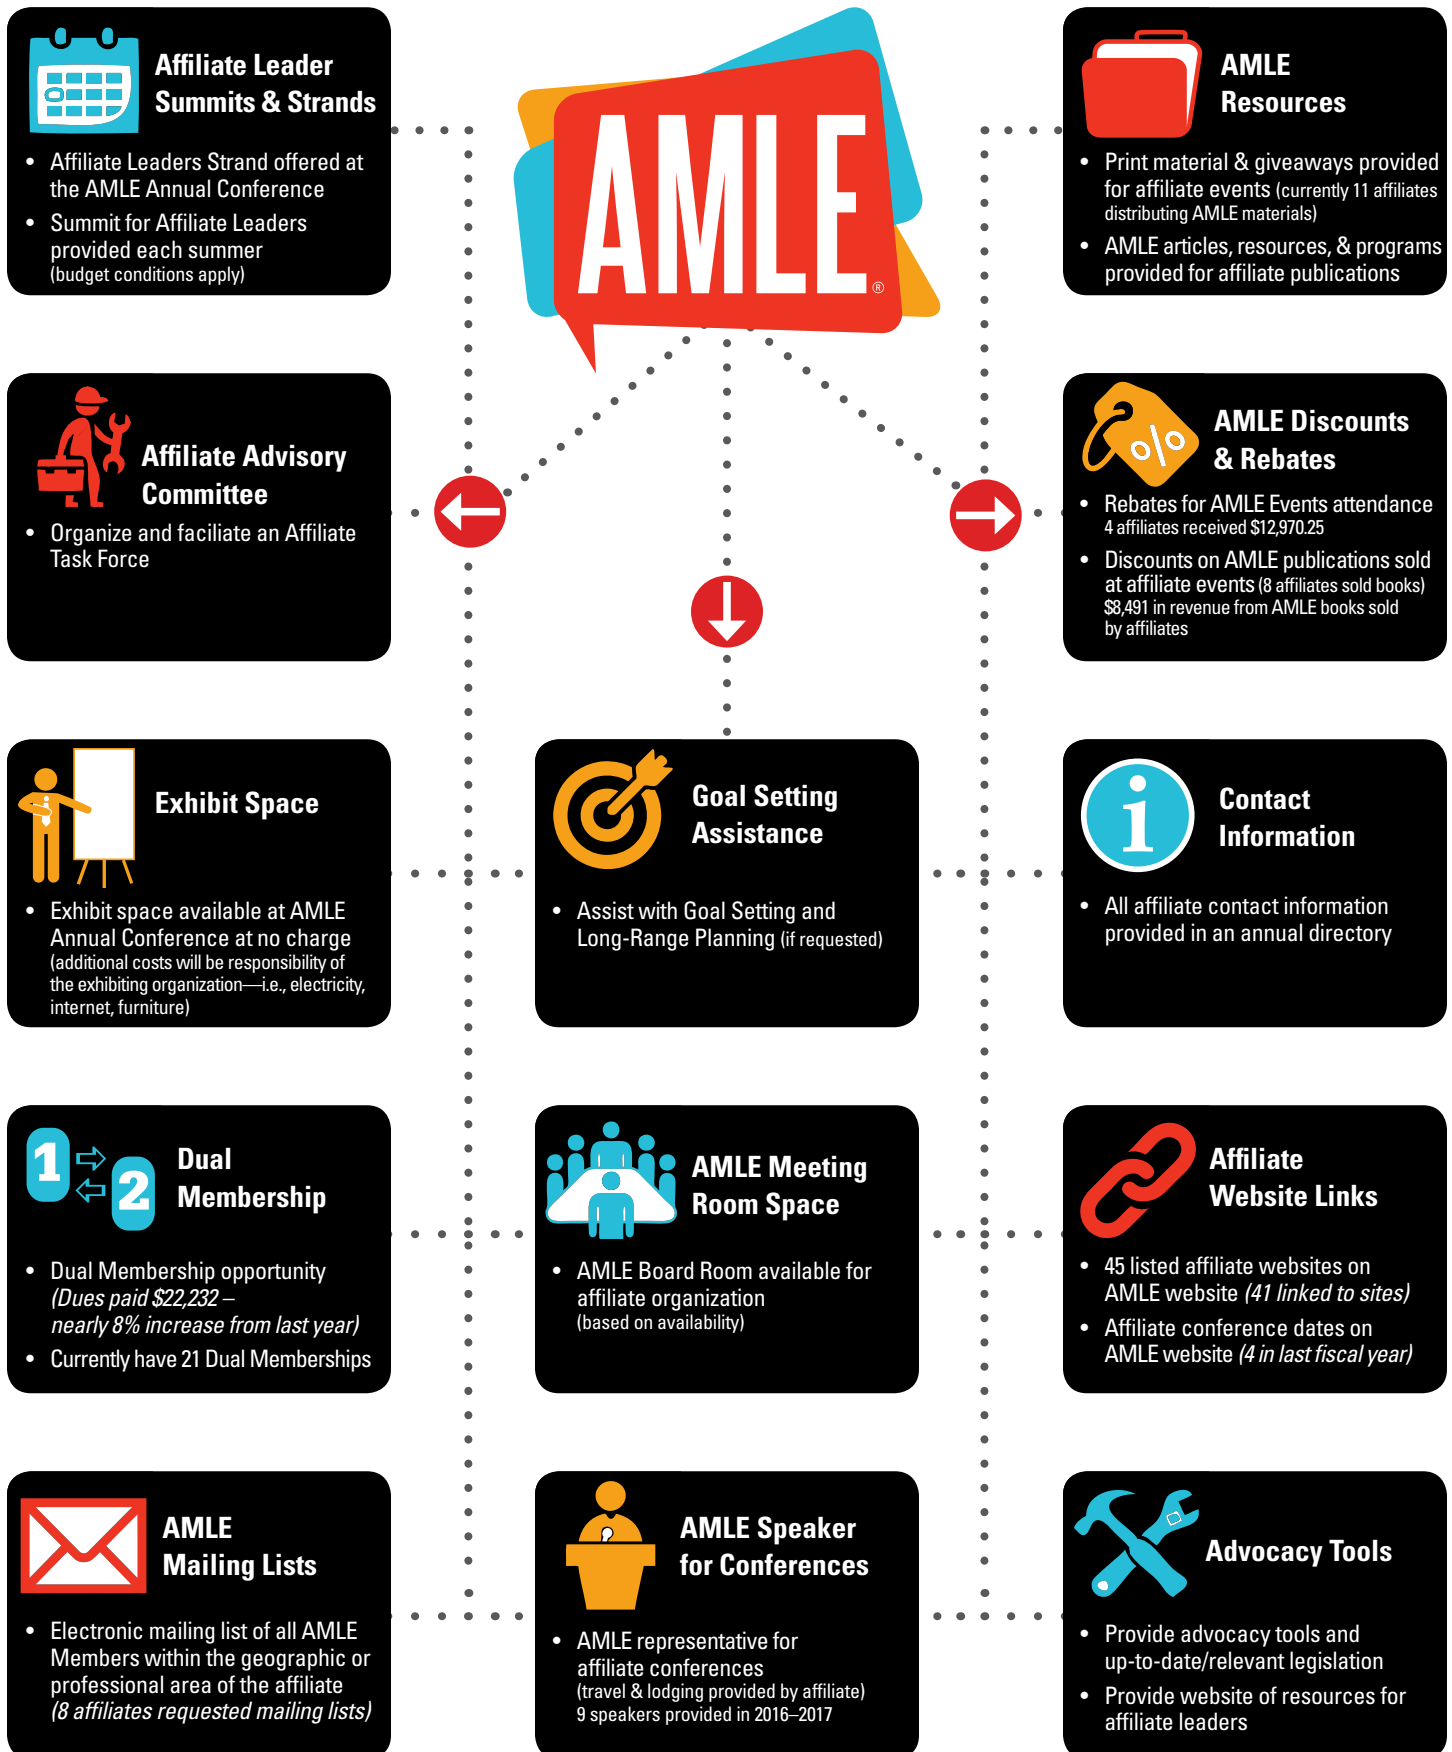 AMLE
®
Affiliate Leader
Summits & Strands
• Affiliate Leaders Strand offered at
the AMLE Annual Conference
• Summit for Affiliate Leaders
provided each summer
(budget conditions apply)
AMLE
Resources
• Print material & giveaways provided
for affiliate events (currently 11 affiliates
distributing AMLE materials)
• AMLE articles, resources, & programs
provided for affiliate publications
Affiliate Advisory
Committee
• Organize and faciliate an Affiliate
Task Force
%
AMLE Discounts
& Rebates
• Rebates for AMLE Events attendance
4 affiliates received $12,970.25
• Discounts on AMLE publications sold
at affiliate events (8 affiliates sold books)
$8,491 in revenue from AMLE books sold
by affiliates
Exhibit Space
• Exhibit space available at AMLE
Annual Conference at no charge
(additional costs will be responsibility of
the exhibiting organization—i.e., electricity,
internet, furniture)
Goal Setting
Assistance
• Assist with Goal Setting and
Long-Range Planning (if requested)
i
Contact
Information
• All affiliate contact information
provided in an annual directory
1
2
Dual
Membership
• Dual Membership opportunity
(Dues paid $22,232 –
nearly 8% increase from last year)
• Currently have 21 Dual Memberships
AMLE Meeting
Room Space
• AMLE Board Room available for
affiliate organization
(based on availability)
Affiliate
Website Links
• 45 listed affiliate websites on
AMLE website (41 linked to sites)
• Affiliate conference dates on
AMLE website (4 in last fiscal year)
AMLE
Mailing Lists
• Electronic mailing list of all AMLE
Members within the geographic or
professional area of the affiliate
(8 affiliates requested mailing lists)
AMLE Speaker
for Conferences
• AMLE representative for
affiliate conferences
(travel & lodging provided by affiliate)
9 speakers provided in 2016–2017
Advocacy Tools
• Provide advocacy tools and
up-to-date/relevant legislation
• Provide website of resources for
affiliate leaders